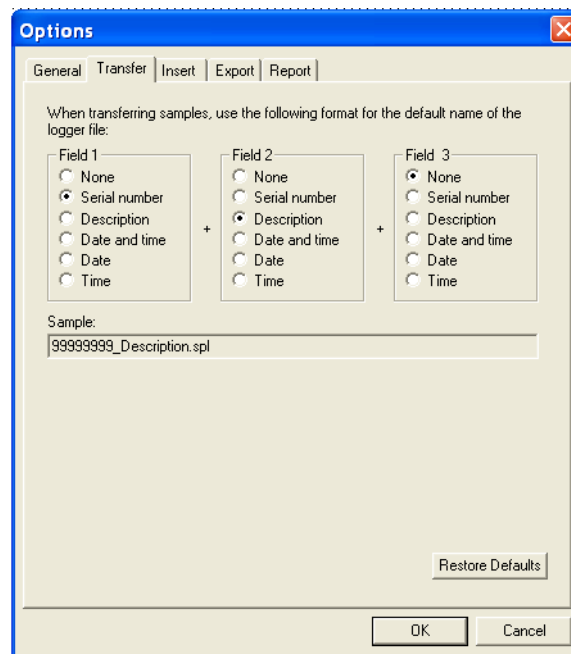 Options
General Transfer Insert Export Report
When transferring samples, use the following format for the default name of the
logger file:
Field 1 Field 2 Field 3
None None None
Serial number Serial number Serial number
Description Description Description
+ +
Date and time Date and time Date and time
Date Date Date
Time Time Time
Sample:
99999999_Description.spl
Restore Defaults
OK Cancel